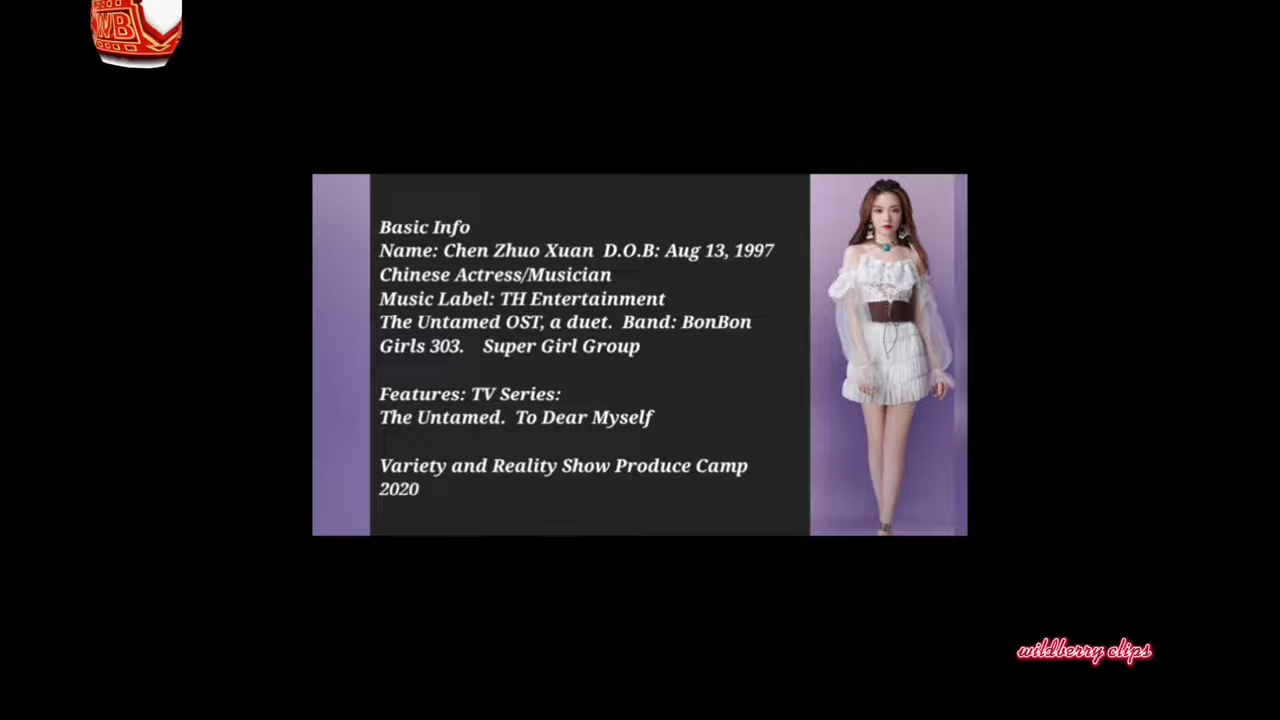 WB
Basic Info
Name: Chen Zhuo Xuan  D.O.B: Aug 13, 1997
Chinese Actress/Musician
Music Label: TH Entertainment
The Untamed OST, a duet.  Band: BonBon
Girls 303.    Super Girl Group
Features: TV Series:
The Untamed.  To Dear Myself
Variety and Reality Show Produce Camp
2020
wildberry clips